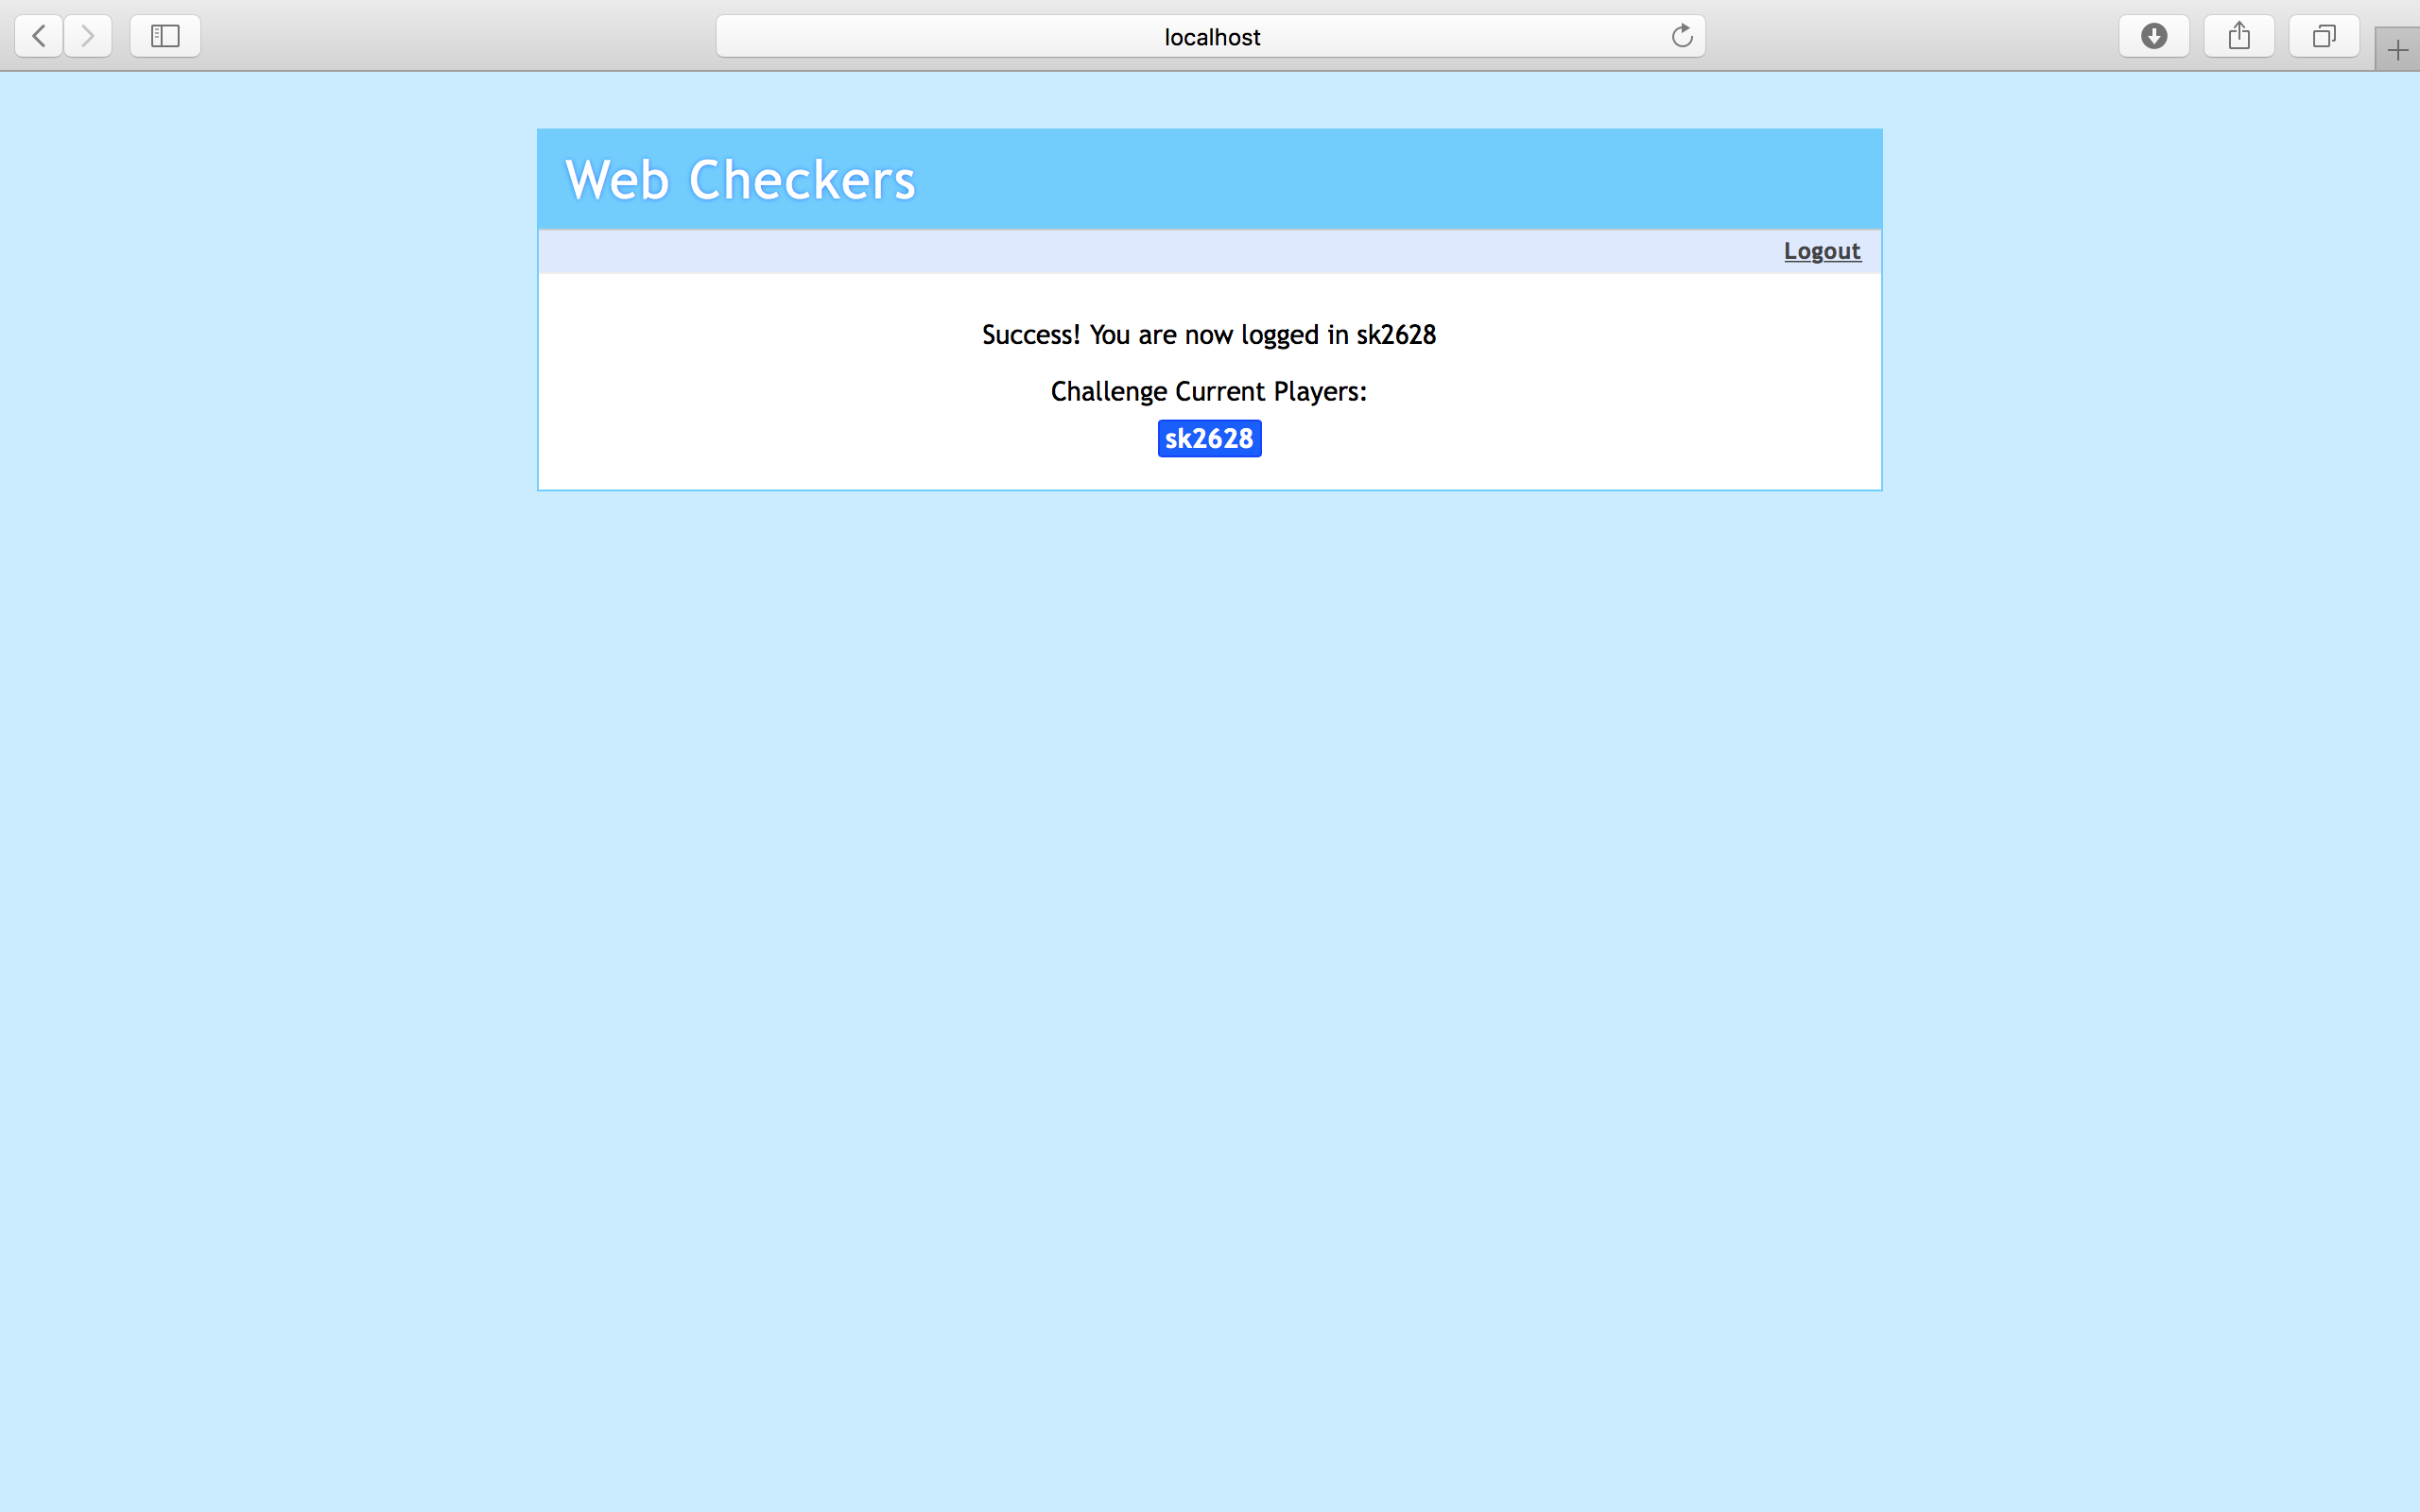 localhost
Web Checkers
Logout
Success! You are now logged in sk2628
Challenge Current Players:
sk2628